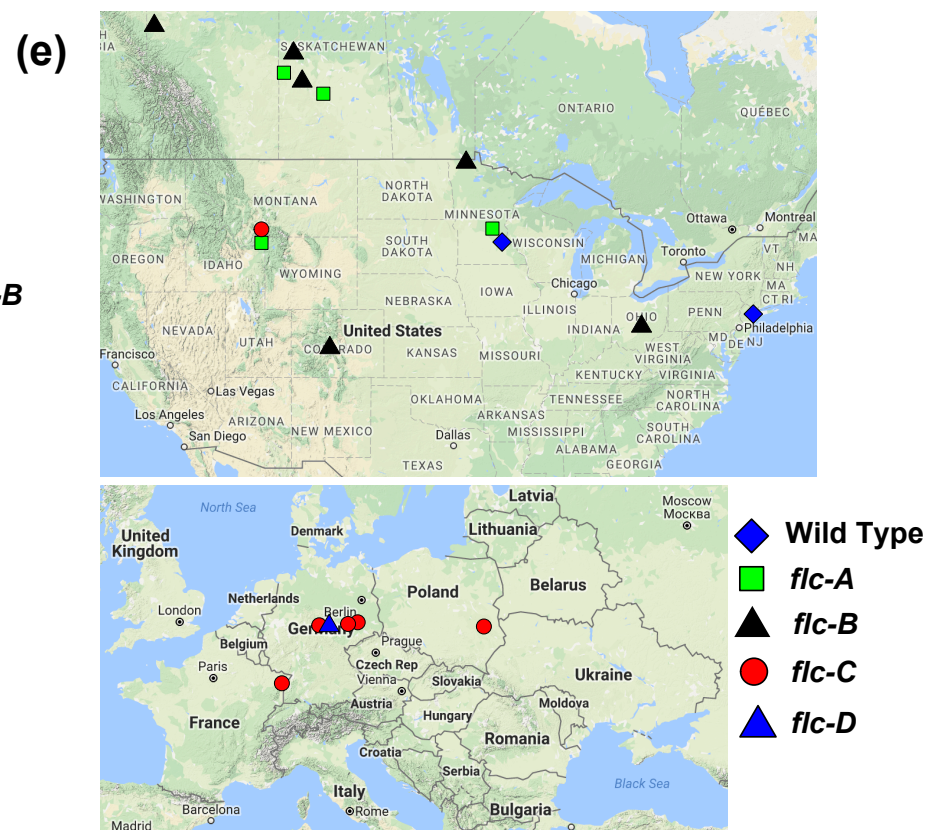 (e)
H
IA
SASKATCHEWAN
ONTARIO
QUÉBEC
WASHINGTON
MONTANA
NORTH
DAKOTA
MINNESOTA
Ottawa
Montreal
OREGON
IDAHO
SOUTH
DAKOTA
WISCONSIN
MICHIGAN
Toronto
VT
MA
NH
WYOMING
NEW YORK
MA
CT RI
-B
NEBRASKA
IOWA
Chicago
ILLINOIS
INDIANA
OHIO
PENN
Philadelphia
MD
DE
NJ
NEVADA
UTAH
United States
COLORADO
KANSAS
MISSOURI
WEST
VIRGINIA
Francisco
KENTUCKY
VIRGINIA
CALIFORNIA
Las Vegas
OKLAHOMA
TENNESSEE
NORTH
CAROLINA
Los Angeles
ARIZONA
NEW MEXICO
ARKANSAS
San Diego
Dallas
MISSISSIPPI
SOUTH
CAROLINA
ALABAMA
TEXAS
GEORGIA
North Sea
Latvia
Moscow
Москва
Denmark
Lithuania
United
Kingdom
Netherlands
Poland
Belarus
London
Berlin
Germany
Belgium
Prague
Paris
Czech Rep
Vienna
Slovakia
Ukraine
Austria
Moldova
France
Hungary
Romania
Croatia
Serbia
Italy
Black Sea
Barcelona
Rome
Bulgaria
Madrid
Wild Type
flc-A
flc-B
flc-C
flc-D